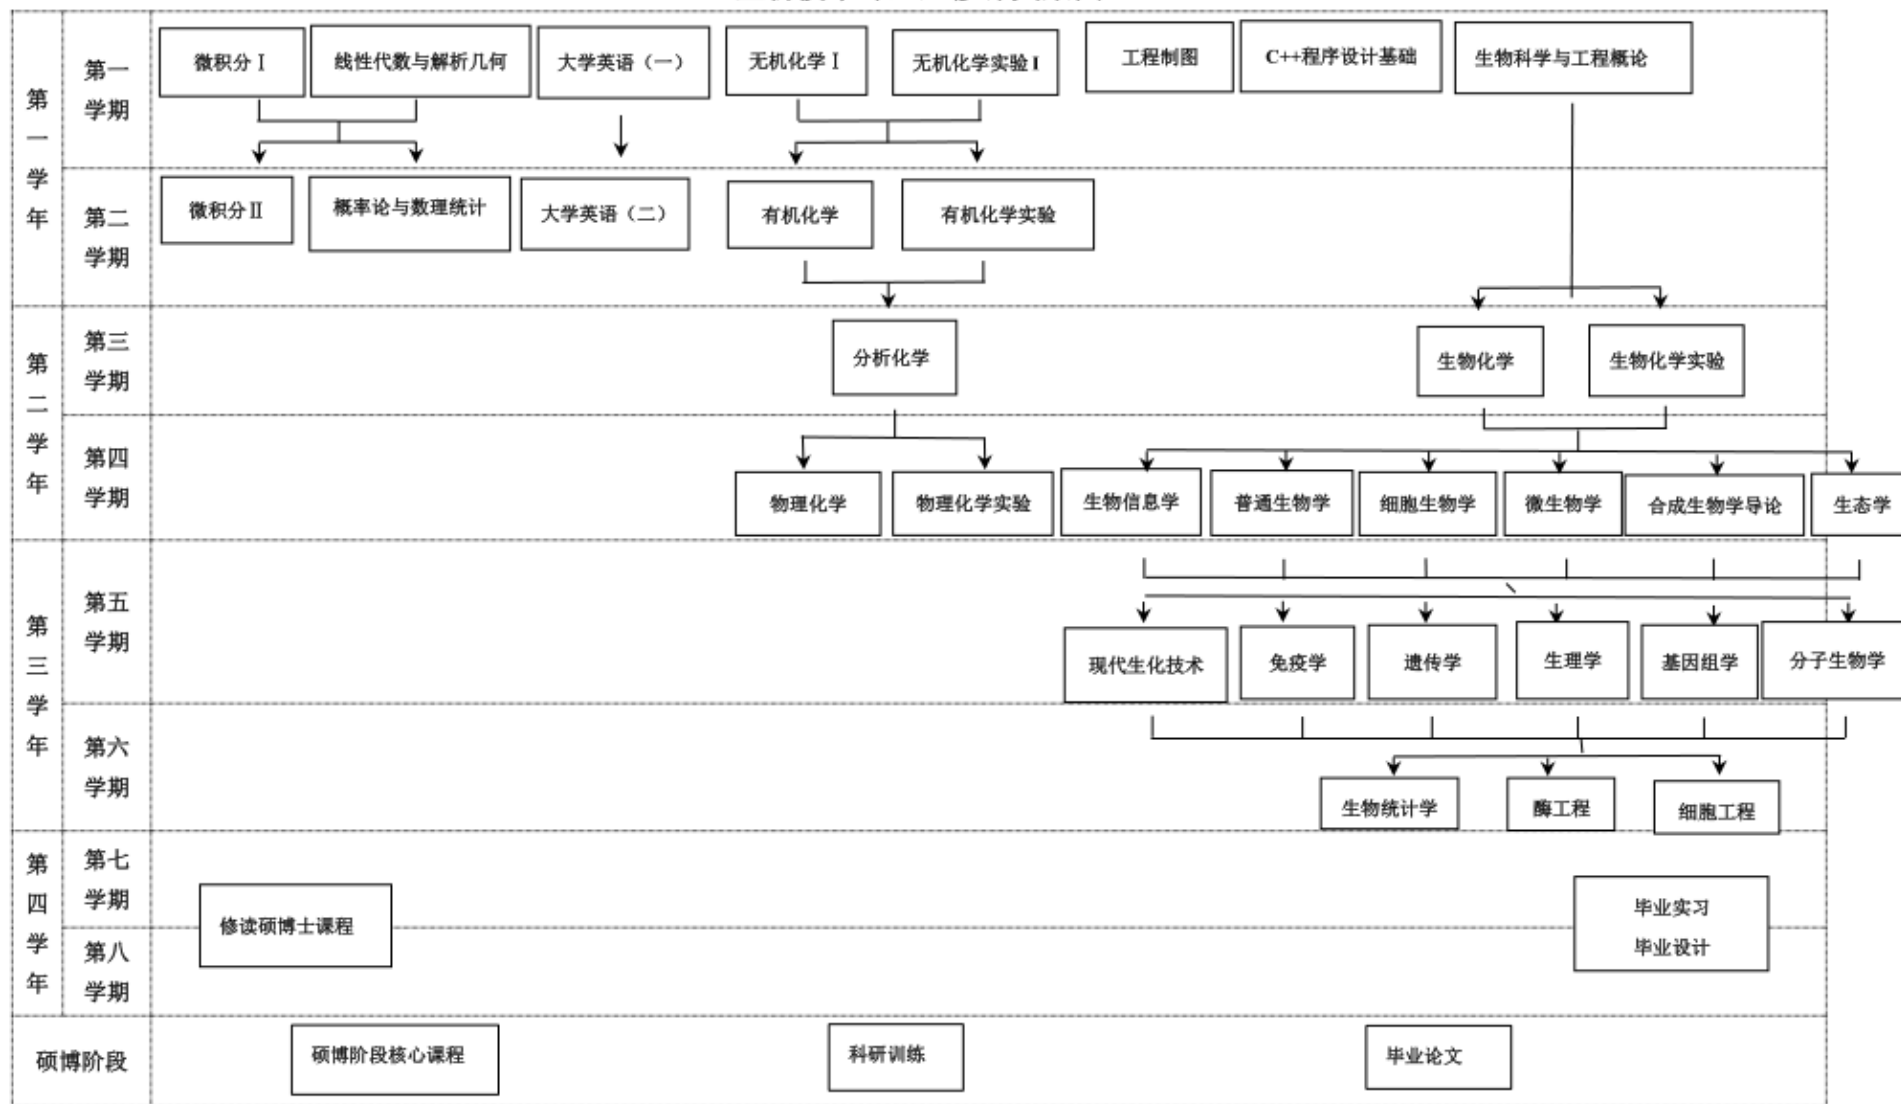 第一学年
第一学期
微积分Ⅰ
线性代数与解析几何
大学英语（一）
无机化学Ⅰ
无机化学实验Ⅰ
工程制图
C++程序设计基础
生物科学与工程概论
第二学期
微积分Ⅱ
概率论与数理统计
大学英语（二）
有机化学
有机化学实验
第二学年
第三学期
分析化学
生物化学
生物化学实验
第四学期
物理化学
物理化学实验
生物信息学
普通生物学
细胞生物学
微生物学
合成生物学导论
生态学
第三学年
第五学期
现代生化技术
免疫学
遗传学
生理学
基因组学
分子生物学
第六学期
生物统计学
酶工程
细胞工程
第四学年
第七学期
修读硕博士课程
毕业实习
毕业设计
第八学期
硕博阶段
硕博阶段核心课程
科研训练
毕业论文